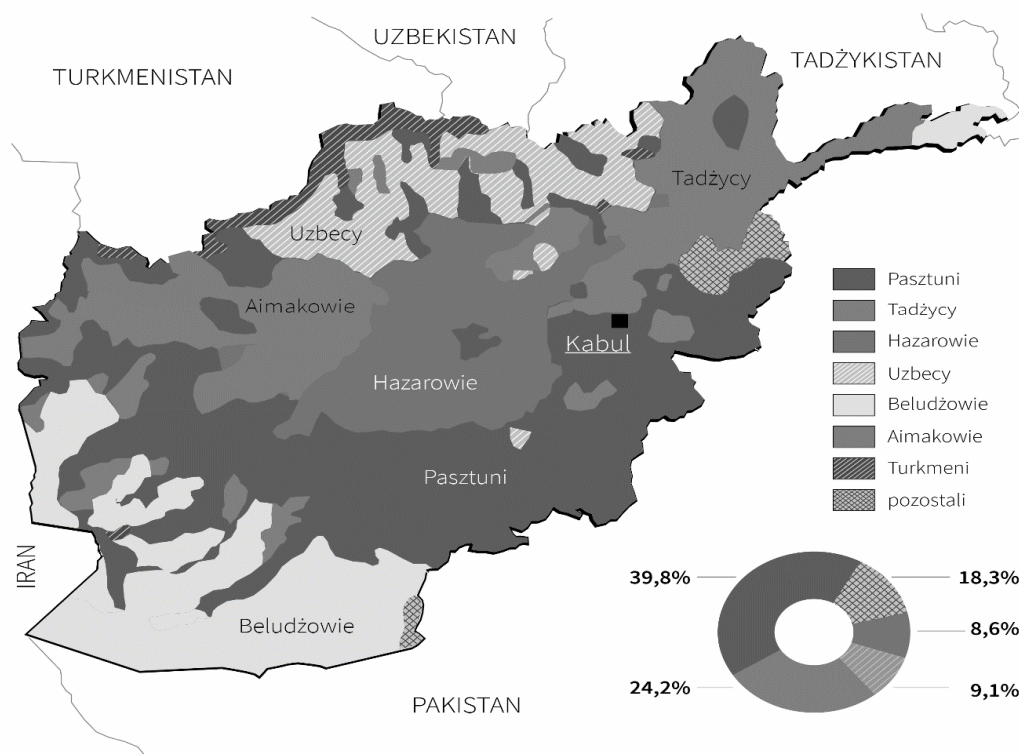 UZBEKISTAN
TADŻYKISTAN
TURKMENISTAN
Tadżycy
Uzbecy
Aimakowie
Kabul
Hazarowie
Pasztuni
IRAN
Beludżowie
PAKISTAN
Pasztuni
Tadżycy
Hazarowie
Uzbecy
Beludżowie
Aimakowie
Turkmeni
pozostali
39,8%
18,3%
8,6%
24,2%
9,1%